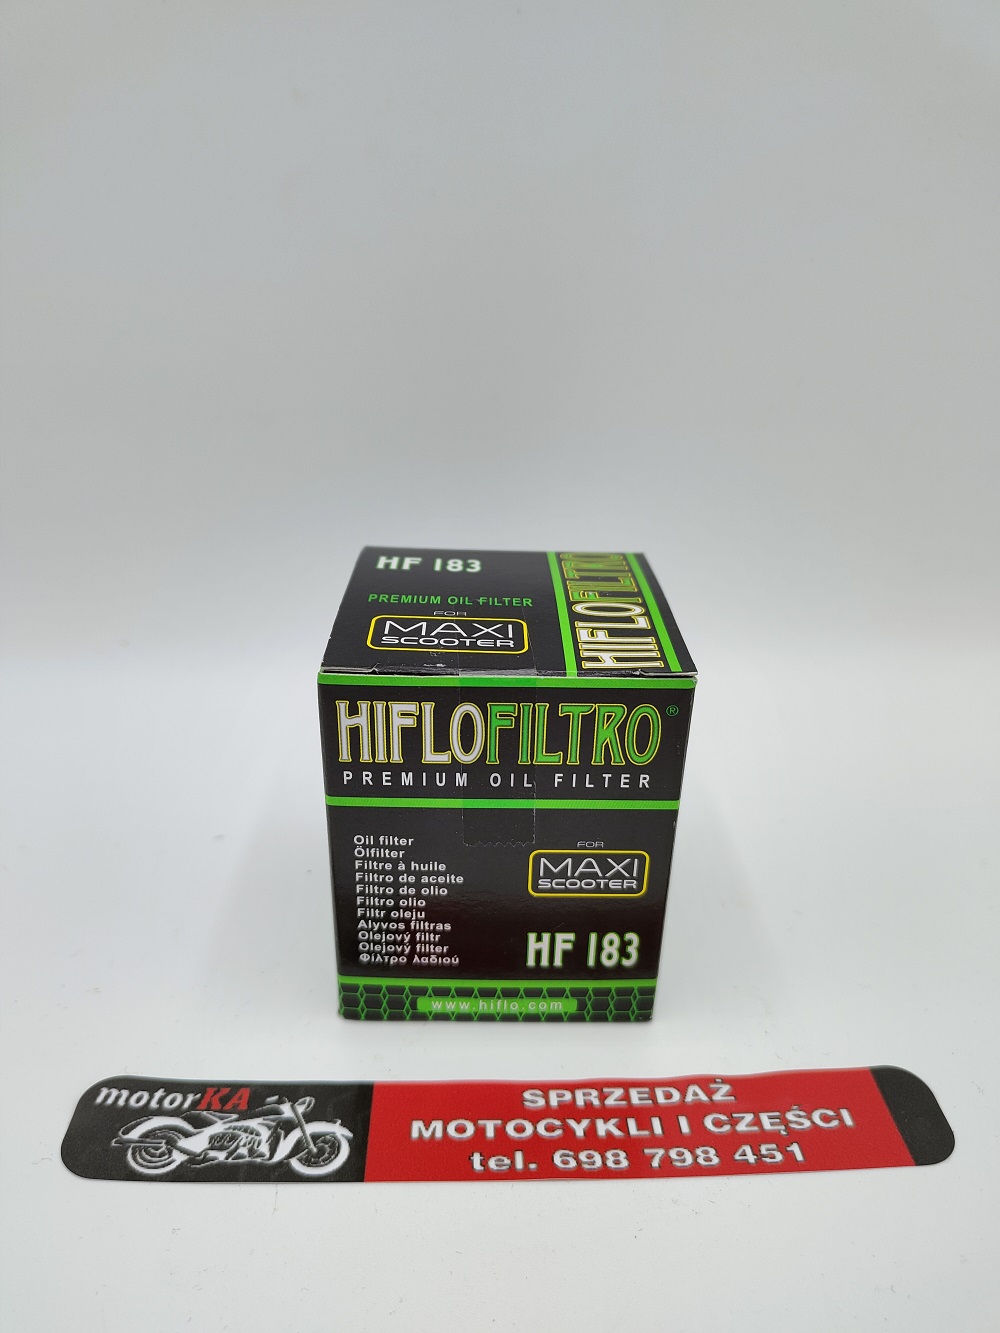 HF 183
PREMIUM OIL FILTER
FOR
MAXI
SCOOTER
HIFLOFILTRO
HIFLOFILTRO®
PREMIUM OIL FILTER
Oil filter
Ölfilter
Filtre à huile
Filtro de aceite
Filtro de olio
Filtro olio
Filtr oleju
Alyvos filtras
Olejový filtr
Olejový filter
Φίλτρο λαδιού
FOR
MAXI
SCOOTER
HF 183
www.hiflo.com
motorKA
SPRZEDAŻ
MOTOCYKLI I CZĘŚCI
tel. 698 798 451